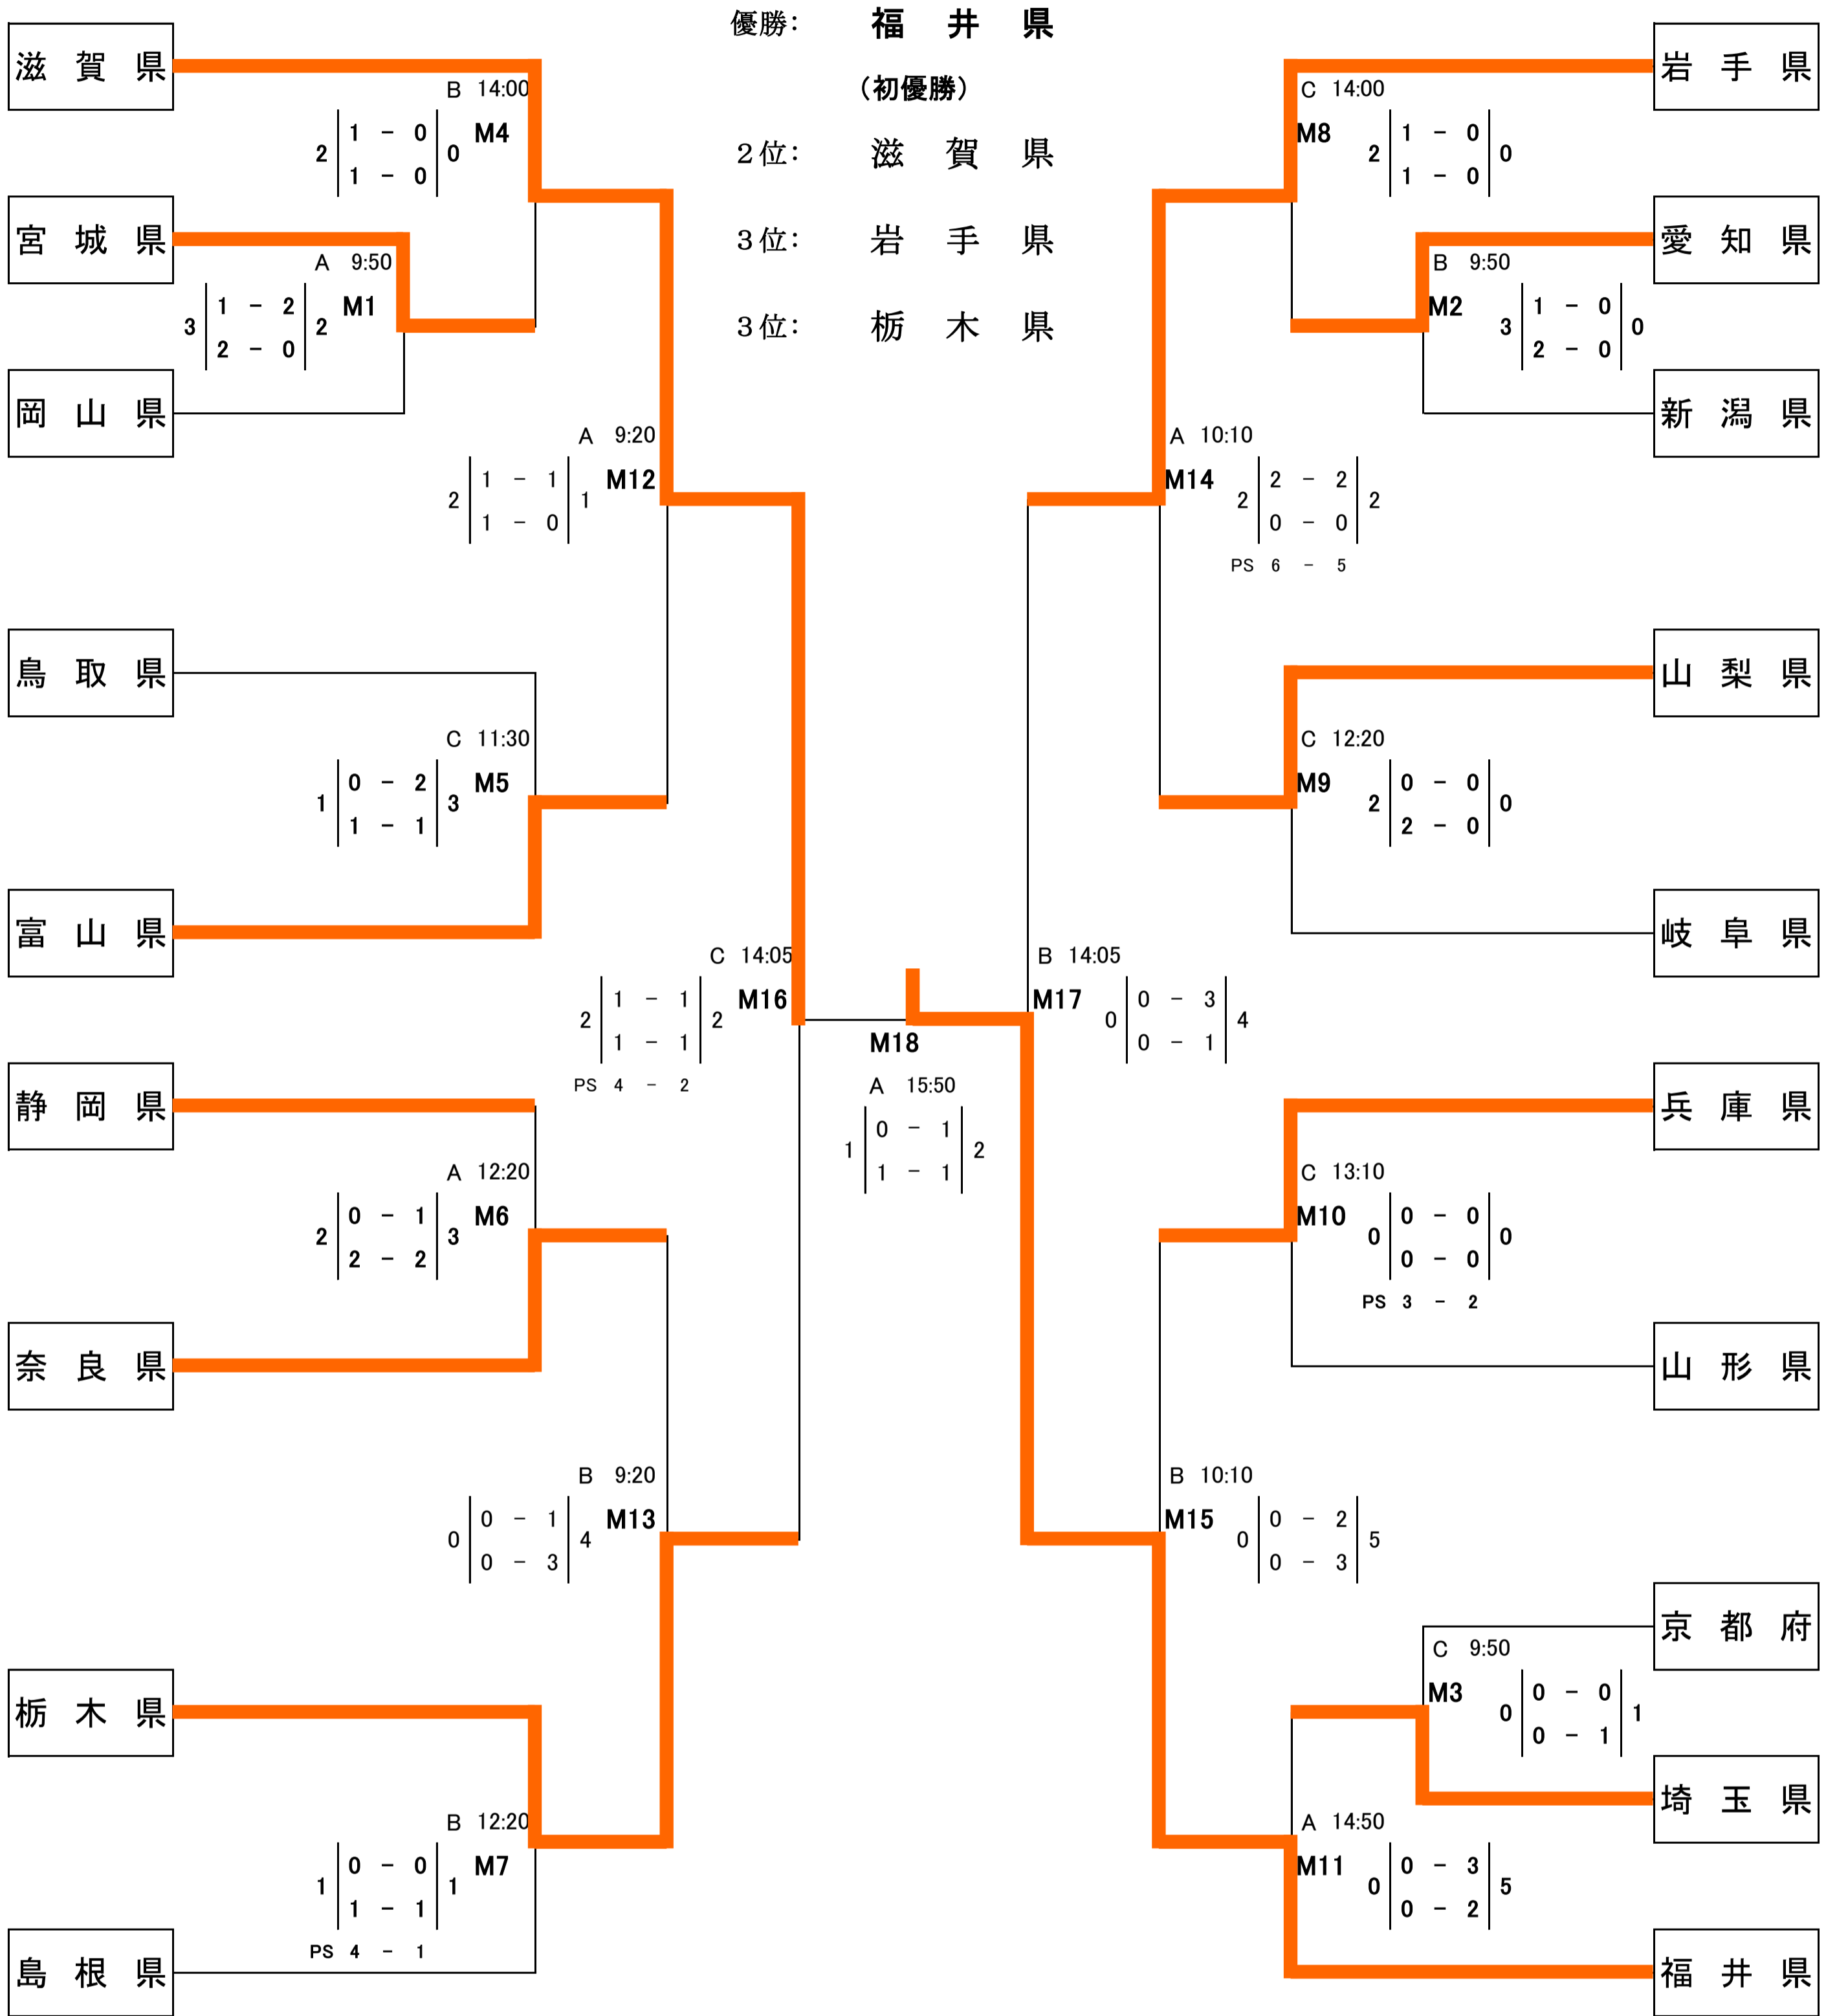 優勝： 福 井 県
（初優勝）
２位： 滋 賀 県
３位： 岩 手 県
３位： 栃 木 県
滋 賀 県
B 14:00
M4
2 1 － 0 0
1 － 0
宮 城 県
A 9:50
M1
3 1 － 2 2
2 － 0
岡 山 県
A 9:20
M12
2 1 － 1 1
1 － 0
鳥 取 県
C 11:30
M5
1 0 － 2 3
1 － 1
富 山 県
C 14:05
M16
2 1 － 1 2
1 － 1
PS 4 － 2
静 岡 県
A 12:20
M6
2 0 － 1 3
2 － 2
奈 良 県
B 9:20
M13
0 0 － 1 4
0 － 3
栃 木 県
B 12:20
M7
1 0 － 0 1
1 － 1
PS 4 － 1
島 根 県
M18
A 15:50
1 0 － 1 2
1 － 1
岩 手 県
C 14:00
M8
2 1 － 0 0
1 － 0
愛 知 県
B 9:50
M2
3 1 － 0 0
2 － 0
新 潟 県
A 10:10
M14
2 2 － 2 2
0 － 0
PS 6 － 5
山 梨 県
C 12:20
M9
2 0 － 0 0
2 － 0
岐 阜 県
B 14:05
M17
0 0 － 3 4
0 － 1
兵 庫 県
C 13:10
M10
0 0 － 0 0
0 － 0
PS 3 － 2
山 形 県
B 10:10
M15
0 0 － 2 5
0 － 3
京 都 府
C 9:50
M3
0 0 － 0 1
0 － 1
埼 玉 県
A 14:50
M11
0 0 － 3 5
0 － 2
福 井 県